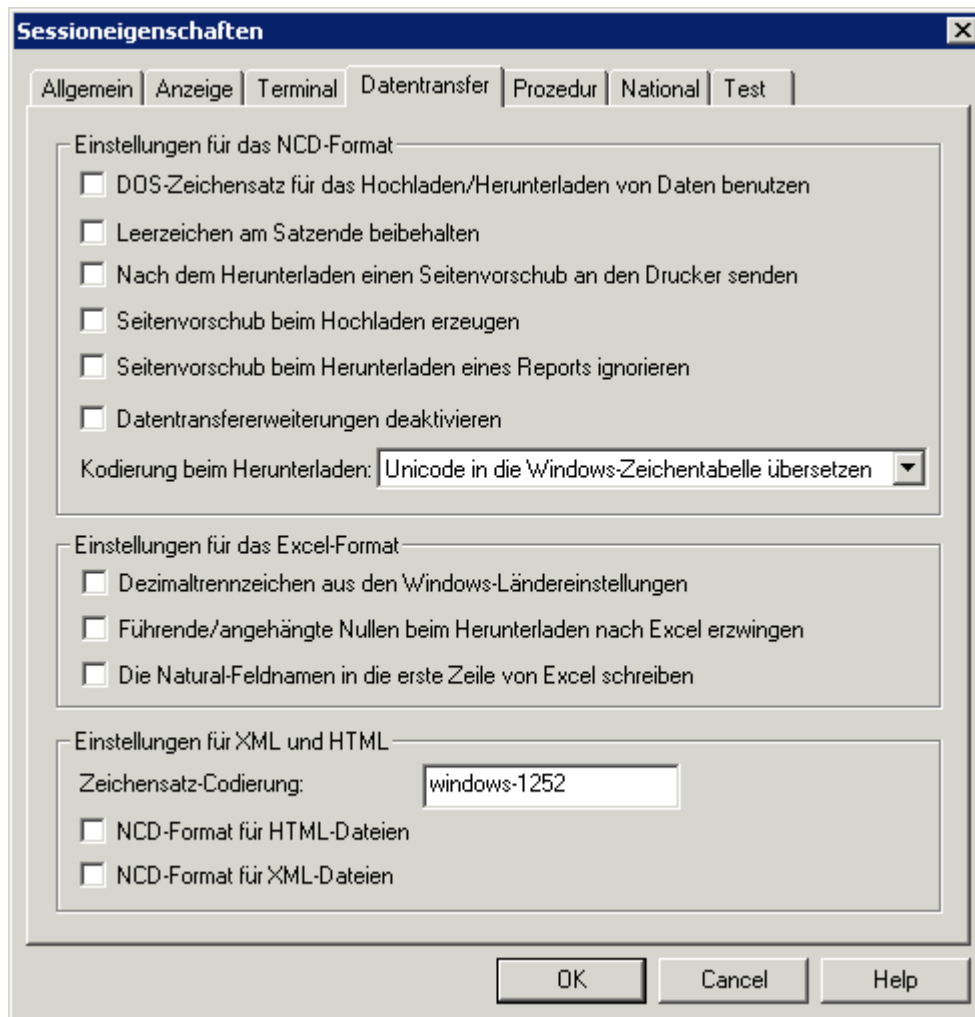 Sessioneigenschaften
Allgemein Anzeige Terminal Datentransfer Prozedur National Test
Einstellungen für das NCD-Format
DOS-Zeichensatz für das Hochladen/Herunterladen von Daten benutzen
Leerzeichen am Satzende beibehalten
Nach dem Herunterladen einen Seitenvorschub an den Drucker senden
Seitenvorschub beim Hochladen erzeugen
Seitenvorschub beim Herunterladen eines Reports ignorieren
Datentransfererweiterungen deaktivieren
Kodierung beim Herunterladen: Unicode in die Windows-Zeichentabelle übersetzen
Einstellungen für das Excel-Format
Dezimaltrennzeichen aus den Windows-Ländereinstellungen
Führende/angehängte Nullen beim Herunterladen nach Excel erzwingen
Die Natural-Feldnamen in die erste Zeile von Excel schreiben
Einstellungen für XML und HTML
Zeichensatz-Codierung: windows-1252
NCD-Format für HTML-Dateien
NCD-Format für XML-Dateien
OK Cancel Help